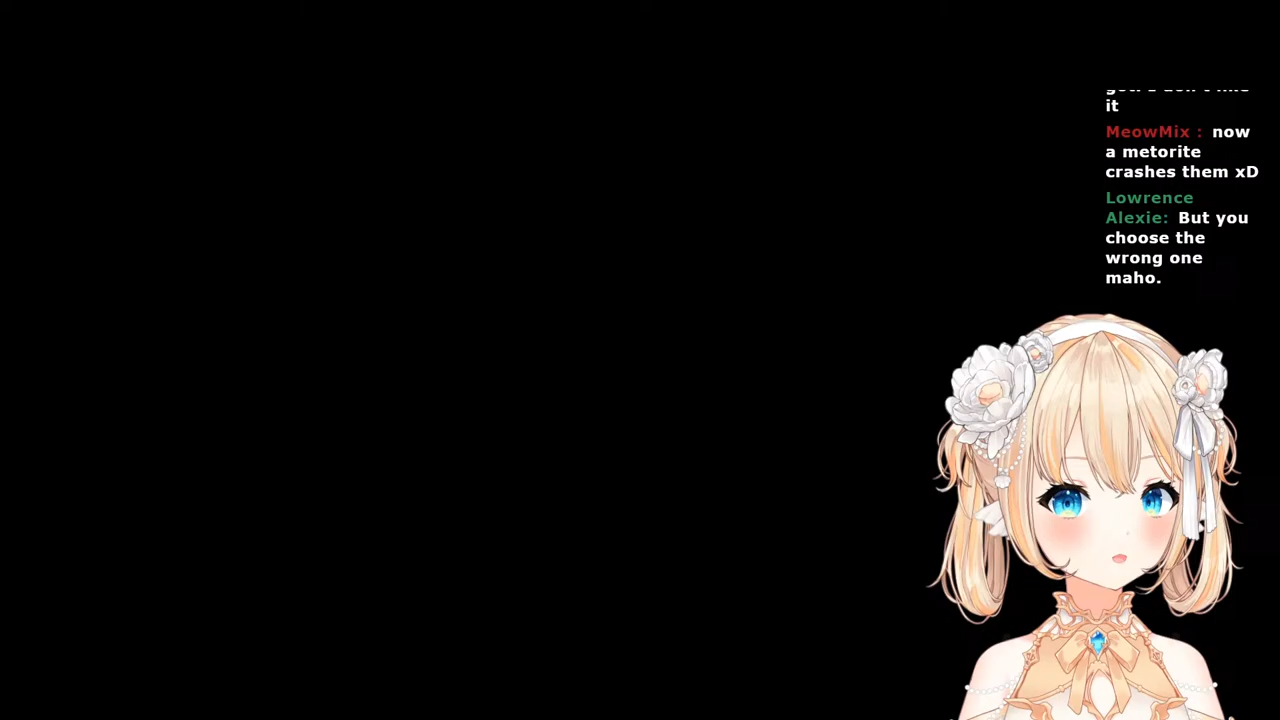 it
MeowMix : now
a metorite
crashes them xD
Lowrence
Alexie: But you
choose the
wrong one
maho.